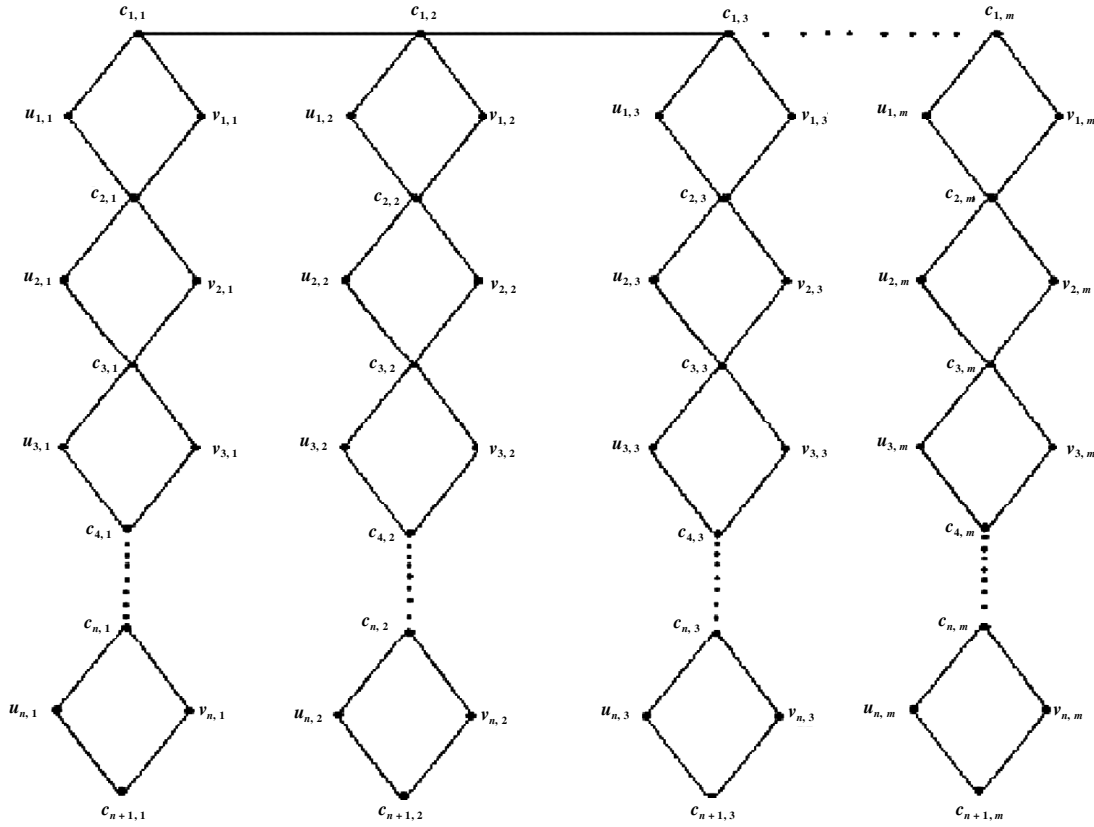 c1, 1 c1, 2 c1, 3 c1, m
u1, 1 v1, 1 u1, 2 v1, 2 u1, 3 v1, 3 u1, m v1, m
c2, 1 c2, 2 c2, 3 c2, m
u2, 1 v2, 1 u2, 2 v2, 2 u2, 3 v2, 3 u2, m v2, m
c3, 1 c3, 2 c3, 3 c3, m
u3, 1 v3, 1 u3, 2 v3, 2 u3, 3 v3, 3 u3, m v3, m
c4, 1 c4, 2 c4, 3 c4, m
cn, 1 cn, 2 cn, 3 cn, m
un, 1 vn, 1 un, 2 vn, 2 un, 3 vn, 3 un, m vn, m
cn+1, 1 cn+1, 2 cn+1, 3 cn+1, m